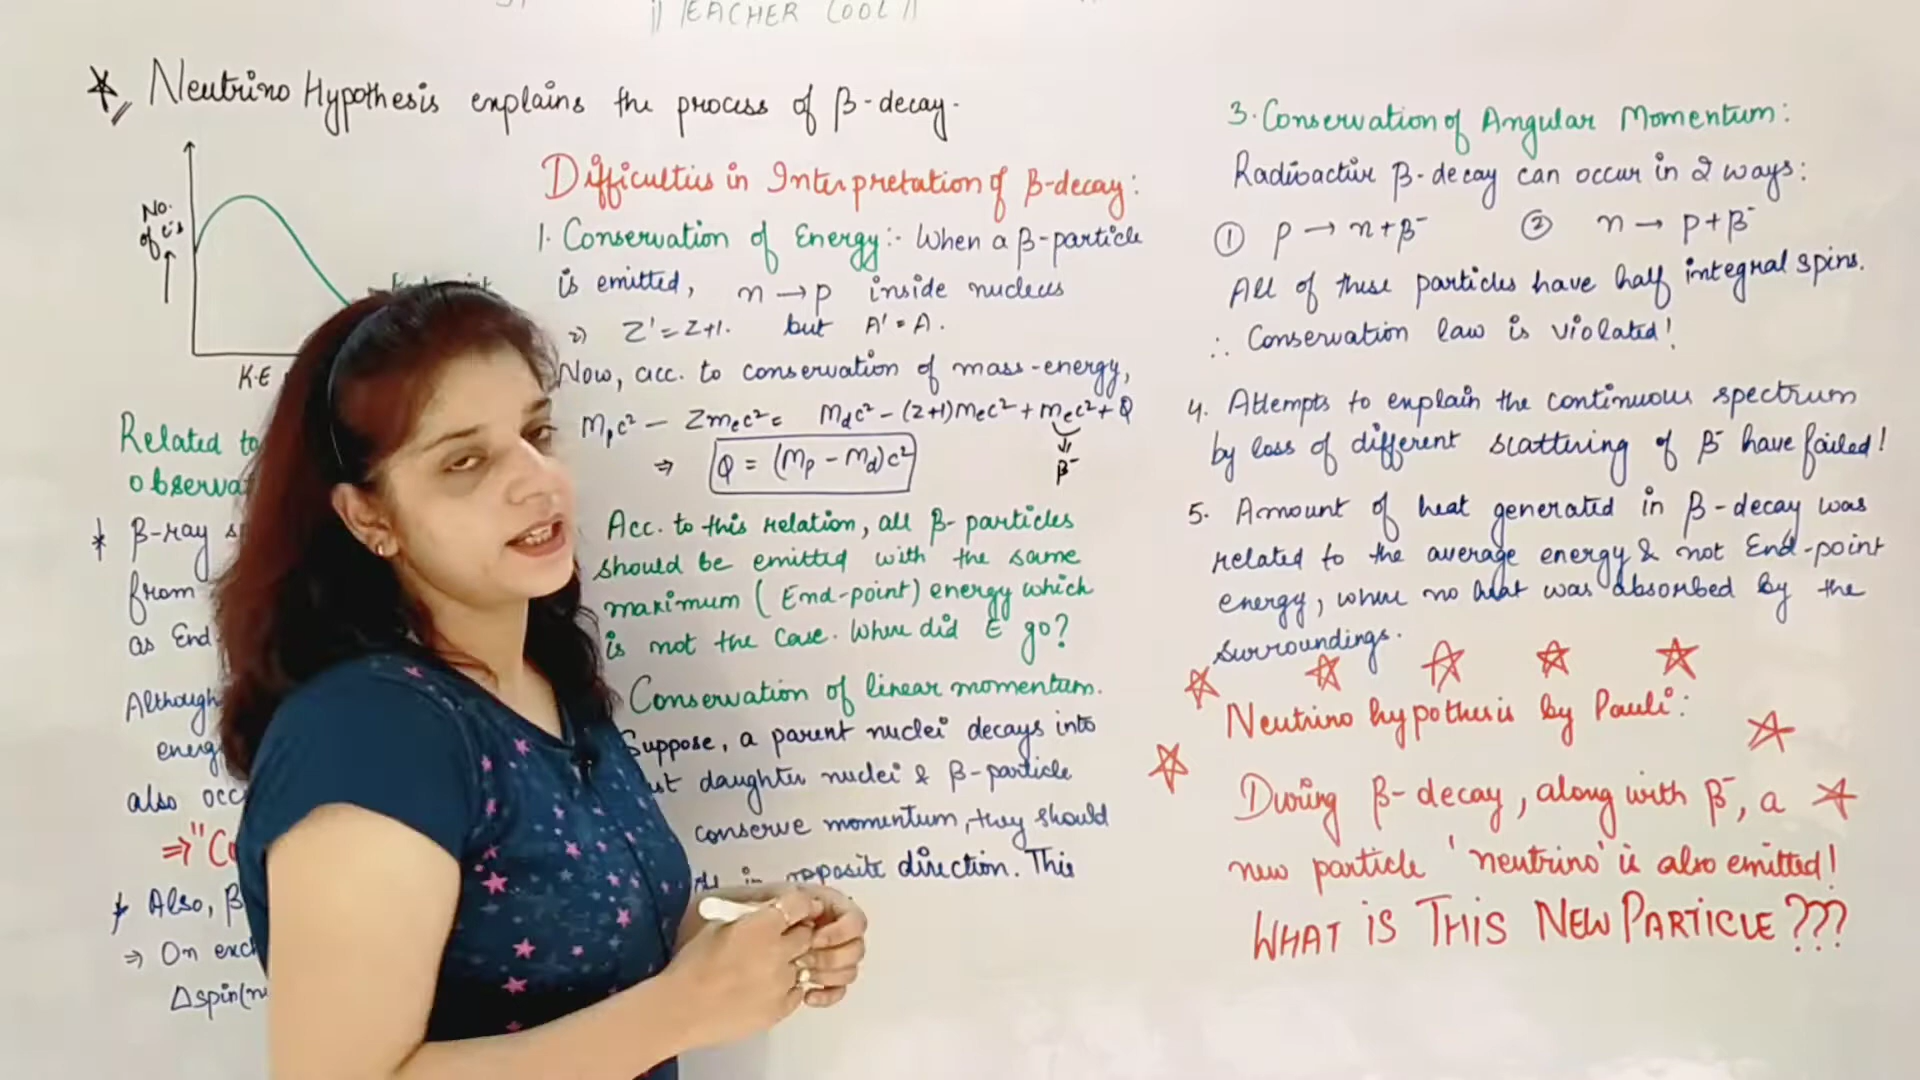 || TEACHER COOL ||
* Neutrino Hypothesis explains the process of β-decay.
No.
of e⁻s
K.E
Related to
β-ray
from
as End
Although
also
⇒ "Co
* Also, β
⇒ On exc
Δspin(n
Difficulties in Interpretation of β-decay:
1. Conservation of Energy:- When a β-particle
is emitted, n → p inside nucleus
Z' = Z+1. but A' = A.
Now, acc. to conservation of mass-energy,
Mpc² - Zmec² = Mdc² - (Z+1)mec² + mec² + Q
⇒ Q = (Mp - Md)c²
β⁻
Acc. to this relation, all β-particles
should be emitted with the same
maximum (End-point) energy which
is not the case. Where did E go?
Conservation of linear momentum.
Suppose, a parent nuclei decays into
daughter nuclei & β-particle
conserve momentum, they should
in opposite direction. This
3. Conservation of Angular Momentum:
Radioactive β-decay can occur in 2 ways:
① p → n + β⁻ ② n → p + β⁻
All of these particles have half integral spins.
∴ Conservation law is violated!
4. Attempts to explain the continuous spectrum
by loss of different scattering of β⁻ have failed!
5. Amount of heat generated in β-decay was
related to the average energy & not End-point
energy, where no heat was absorbed by the
surroundings.
Neutrino hypothesis by Pauli:
During β-decay, along with β⁻, a
new particle 'neutrino' is also emitted!
WHAT IS THIS NEW PARTICLE???